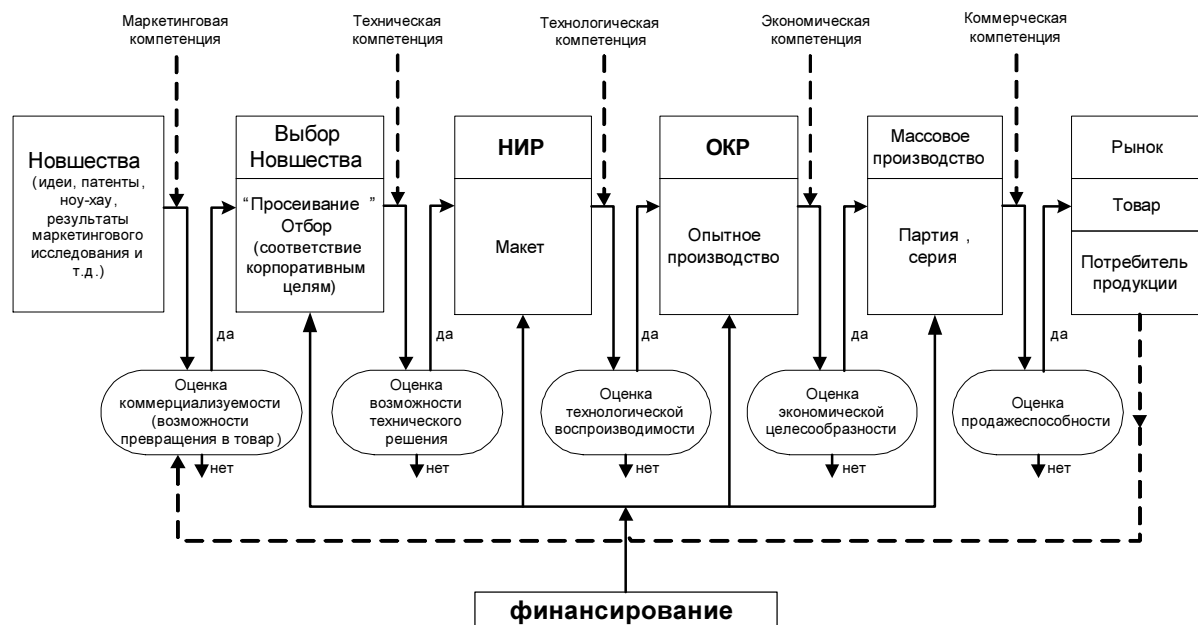 Маркетинговая
компетенция
Техническая
компетенция
Технологическая
компетенция
Экономическая
компетенция
Коммерческая
компетенция
Новшества
(идеи, патенты,
ноу-хау,
результаты
маркетингового
исследования и
т.д.)
Выбор
Новшества
“Просеивание ”
Отбор
(соответствие
корпоративным
целям)
НИР
Макет
ОКР
Опытное
производство
Массовое
производство
Партия ,
серия
Рынок
Товар
Потребитель
продукции
да
да
да
да
да
Оценка
коммерциализуемости
(возможности
превращения в товар)
Оценка
возможности
технического
решения
Оценка
технологической
воспроизводимости
Оценка
экономической
целесообразности
Оценка
продажеспособности
нет
нет
нет
нет
нет
финансирование